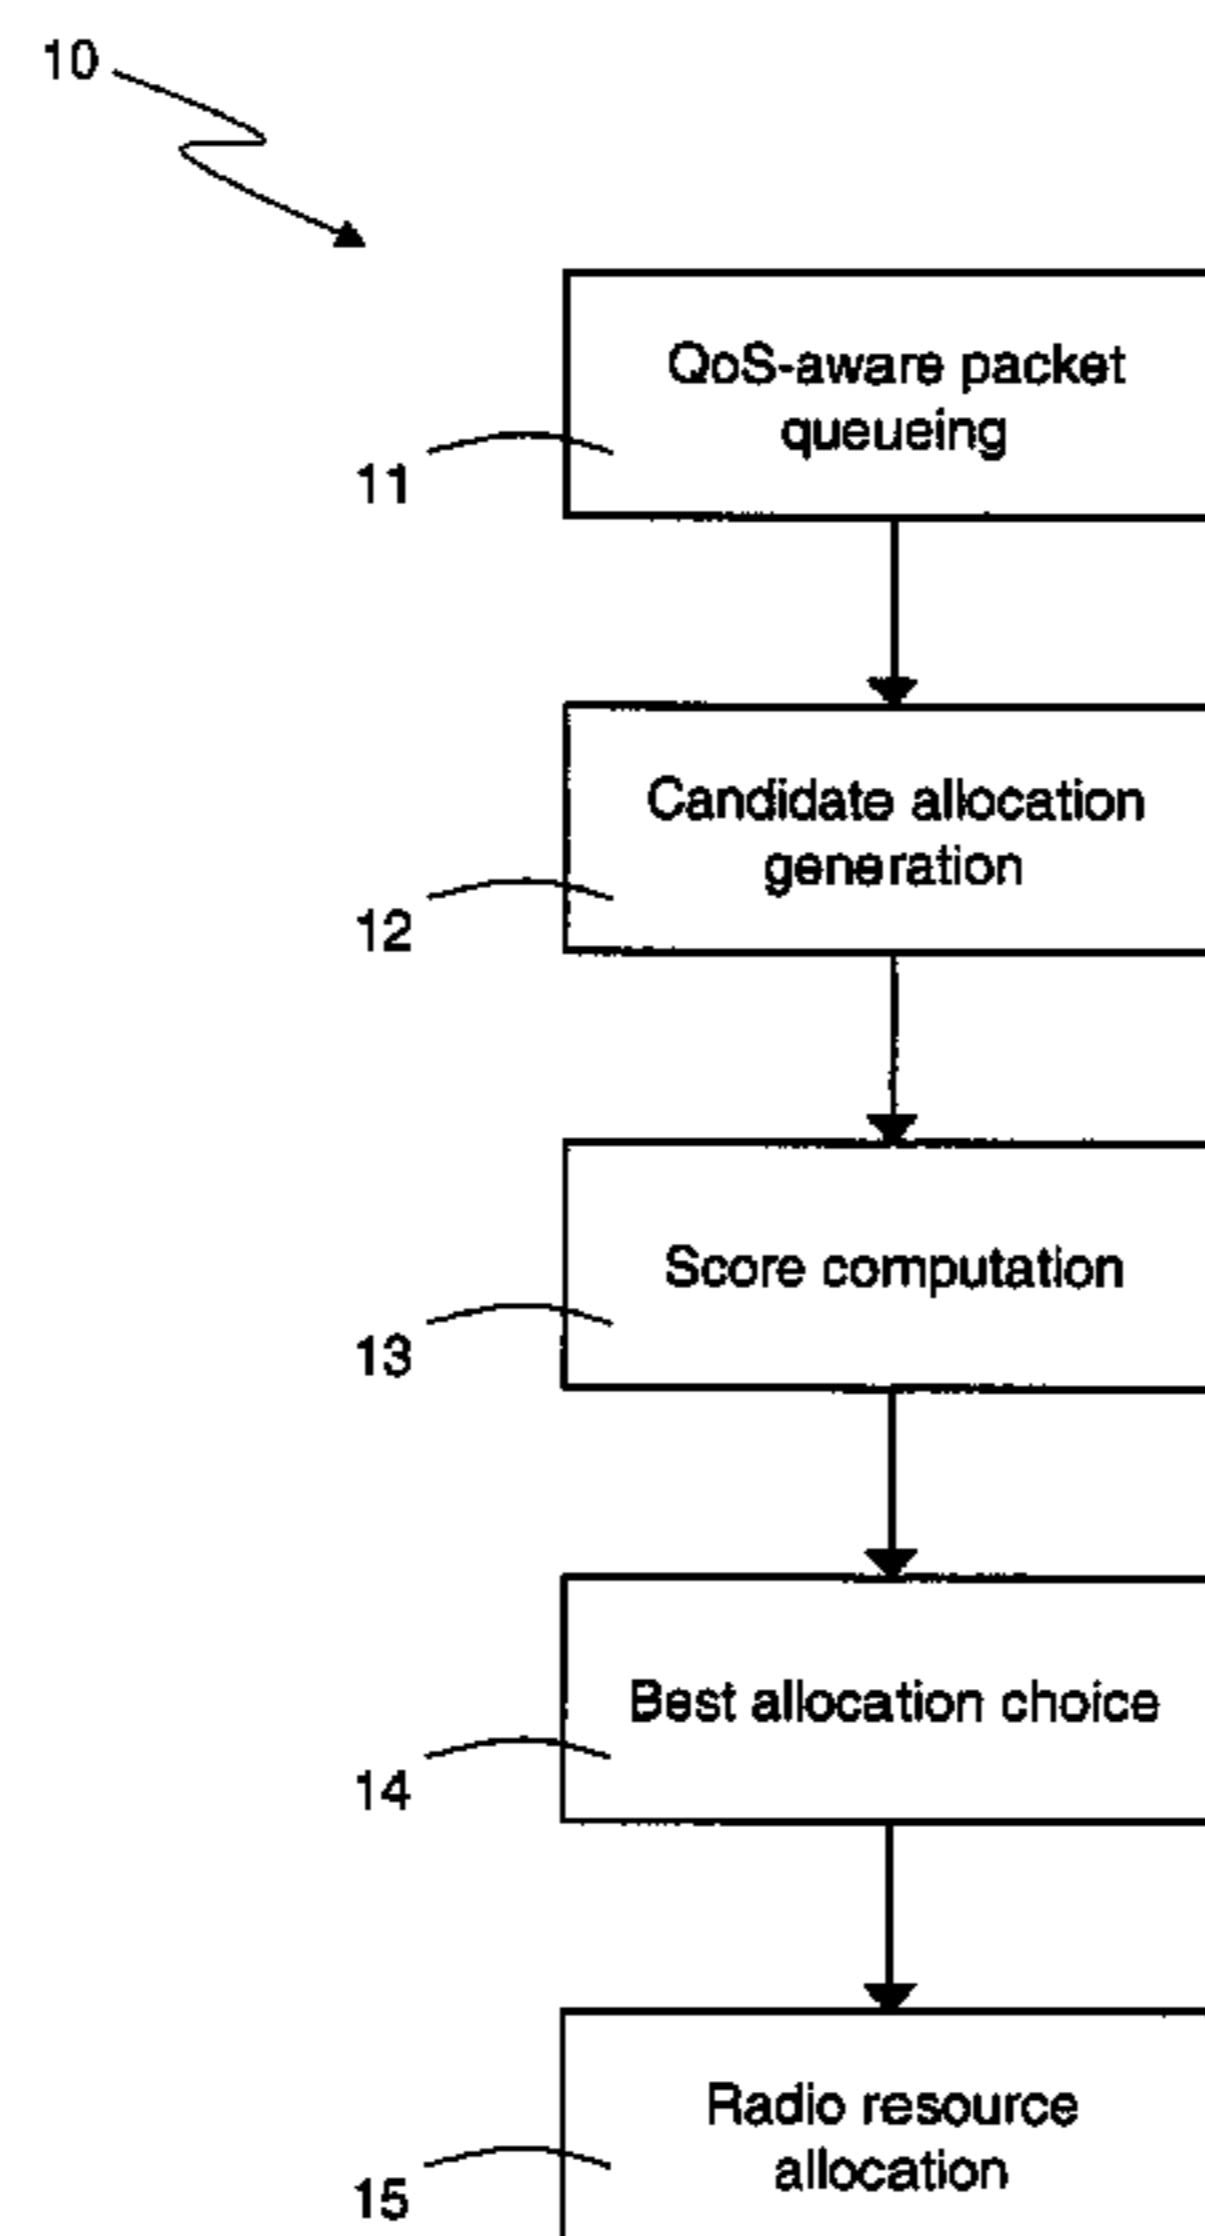 10
QoS-aware packet
queueing
11
Candidate allocation
generation
12
Score computation
13
Best allocation choice
14
Radio resource
allocation
15